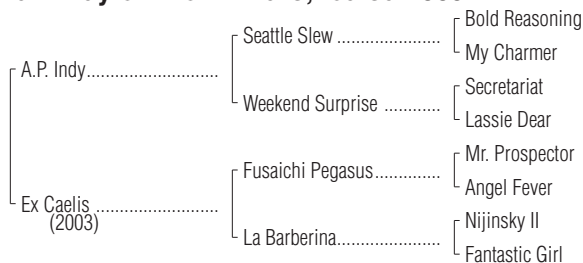 Bold Reasoning
Seattle Slew
My Charmer
A.P. Indy
Secretariat
Weekend Surprise
Lassie Dear
Mr. Prospector
Fusaichi Pegasus
Angel Fever
Ex Caelis
(2003)
Nijinsky II
La Barberina
Fantastic Girl